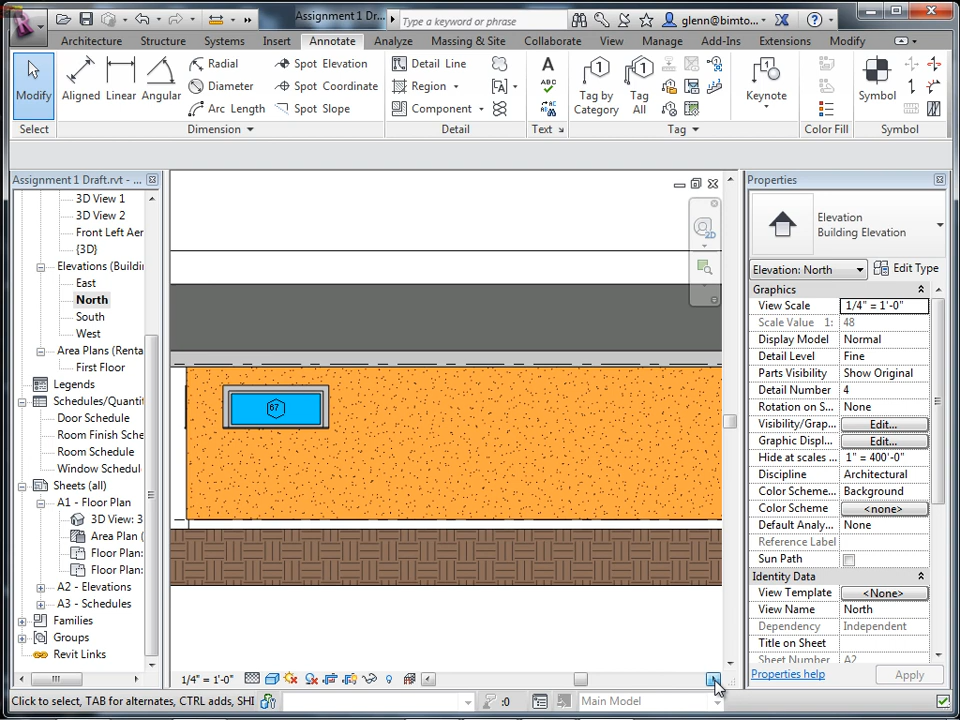 Assignment 1 Dr...
Type a keyword or phrase
glenn@bimto...
Architecture Structure Systems Insert Annotate Analyze Massing & Site Collaborate View Manage Add-Ins Extensions Modify
Modify
Select
Aligned
Linear
Angular
Radial
Diameter
Arc Length
Spot Elevation
Spot Coordinate
Spot Slope
Dimension
Detail Line
Region
Component
Detail
A
ABC
ABC
Text
1
Tag by
Category
1
Tag
All
Tag
1
Keynote
Color Fill
Symbol
Symbol
Assignment 1 Draft.rvt - ...
3D View 1
3D View 2
Front Left Aer
{3D}
Elevations (Buildin
East
North
South
West
Area Plans (Renta
First Floor
Legends
Schedules/Quantit
Door Schedule
Room Finish Sche
Room Schedule
Window Schedul
Sheets (all)
A1 - Floor Plan
3D View: 3
Area Plan (
Floor Plan:
Floor Plan:
A2 - Elevations
A3 - Schedules
Families
Groups
Revit Links
2D
67
1/4" = 1'-0"
Properties
Elevation
Building Elevation
Elevation: North
Edit Type
Graphics
View Scale 1/4" = 1'-0"
Scale Value 1: 48
Display Model Normal
Detail Level Fine
Parts Visibility Show Original
Detail Number 4
Rotation on S... None
Visibility/Grap... Edit...
Graphic Displ... Edit...
Hide at scales ... 1" = 400'-0"
Discipline Architectural
Color Scheme... Background
Color Scheme <none>
Default Analy... None
Reference Label
Sun Path
Identity Data
View Template <None>
View Name North
Dependency Independent
Title on Sheet
Sheet Number A2
Properties help
Apply
Click to select, TAB for alternates, CTRL adds, SHI
:0
Main Model